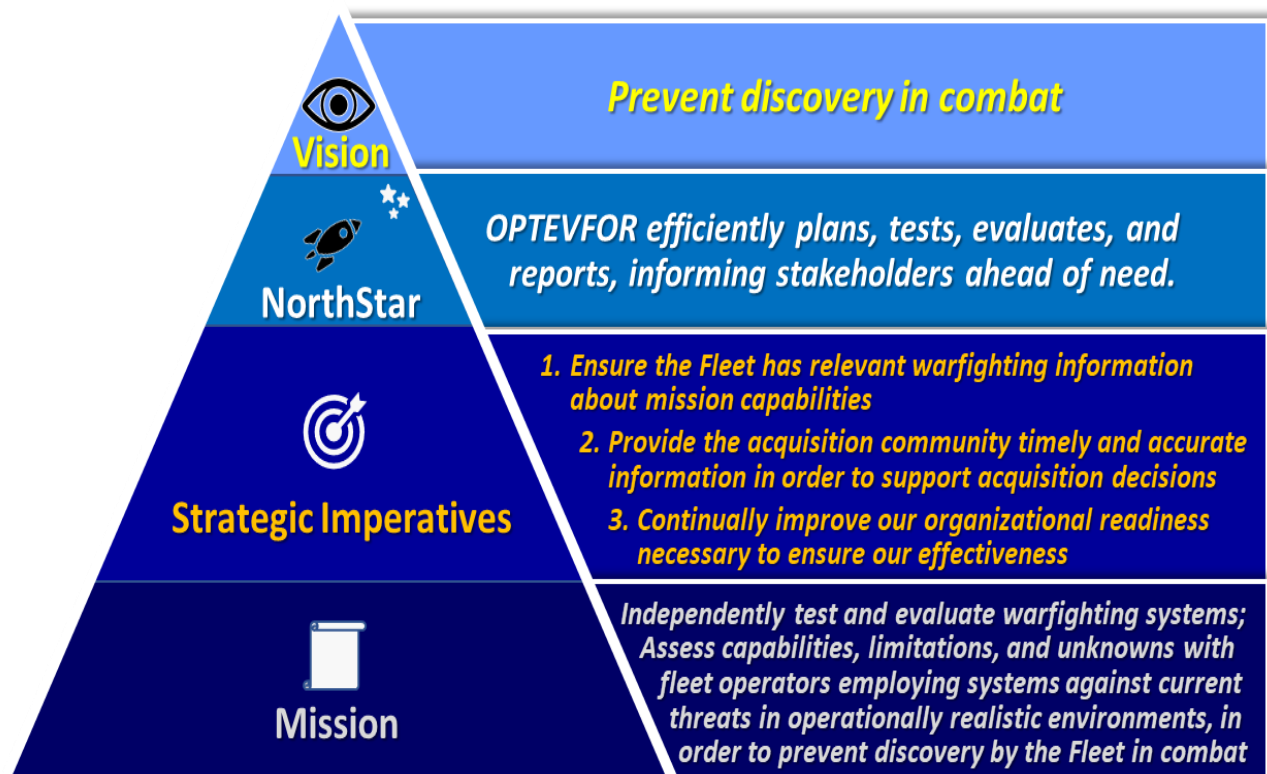 Vision
Prevent discovery in combat
NorthStar
OPTEVFOR efficiently plans, tests, evaluates, and
reports, informing stakeholders ahead of need.
Strategic Imperatives
1. Ensure the Fleet has relevant warfighting information
about mission capabilities
2. Provide the acquisition community timely and accurate
information in order to support acquisition decisions
3. Continually improve our organizational readiness
necessary to ensure our effectiveness
Mission
Independently test and evaluate warfighting systems;
Assess capabilities, limitations, and unknowns with
fleet operators employing systems against current
threats in operationally realistic environments, in
order to prevent discovery by the Fleet in combat